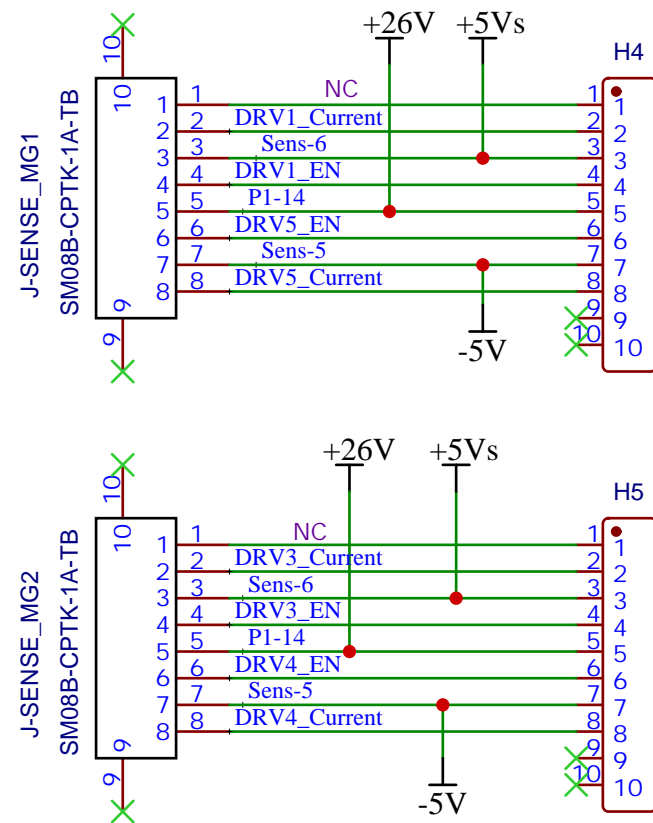 +26V +5Vs
H4
10
10
J-SENSE_MG1
SM08B-CPTK-1A-TB
1 1 NC 1 1
2 2 DRV1_Current 2 2
3 3 Sens-6 3 3
4 4 DRV1_EN 4 4
5 5 P1-14 5 5
6 6 DRV5_EN 6 6
7 7 Sens-5 7 7
8 8 DRV5_Current 8 8
9 9
10 10
9
9
-5V
+26V +5Vs
H5
10
10
J-SENSE_MG2
SM08B-CPTK-1A-TB
1 1 NC 1 1
2 2 DRV3_Current 2 2
3 3 Sens-6 3 3
4 4 DRV3_EN 4 4
5 5 P1-14 5 5
6 6 DRV4_EN 6 6
7 7 Sens-5 7 7
8 8 DRV4_Current 8 8
9 9
10 10
9
9
-5V